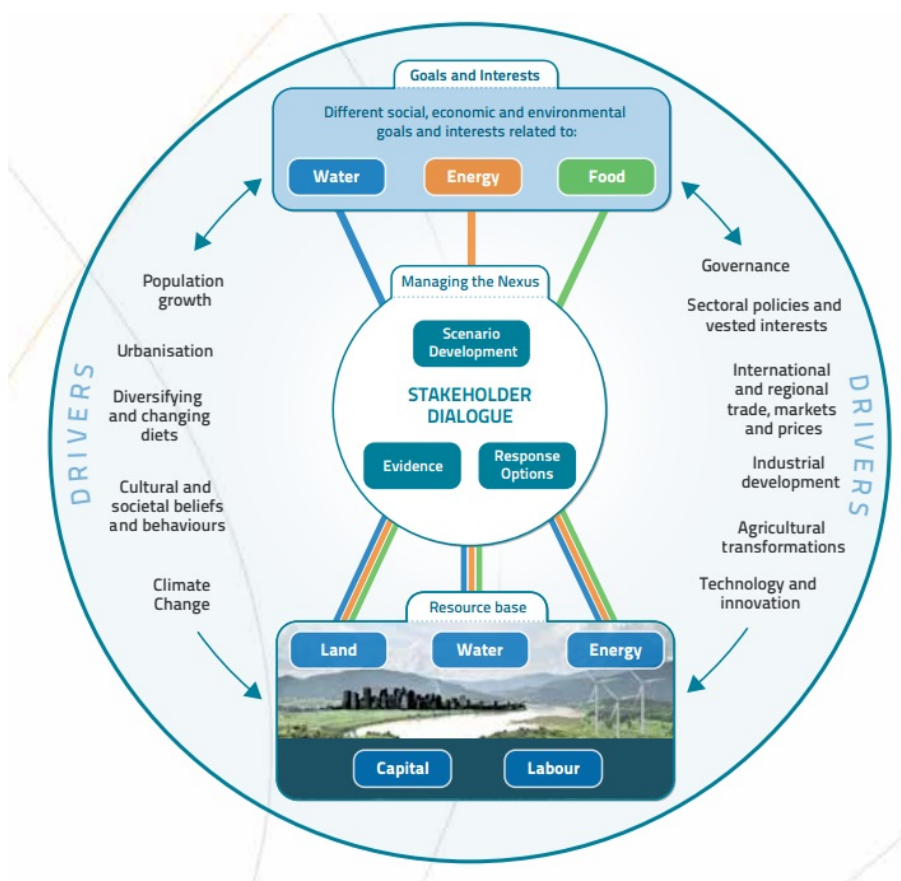 Goals and Interests
Different social, economic and environmental
goals and interests related to:
Water
Energy
Food
DRIVERS
Population
growth
Urbanisation
Diversifying
and changing
diets
Cultural and
societal beliefs
and behaviours
Climate
Change
Managing the Nexus
Scenario
Development
STAKEHOLDER
DIALOGUE
Evidence
Response
Options
Governance
Sectoral policies and
vested interests
International
and regional
trade, markets
and prices
Industrial
development
Agricultural
transformations
Technology and
innovation
DRIVERS
Resource base
Land
Water
Energy
Capital
Labour